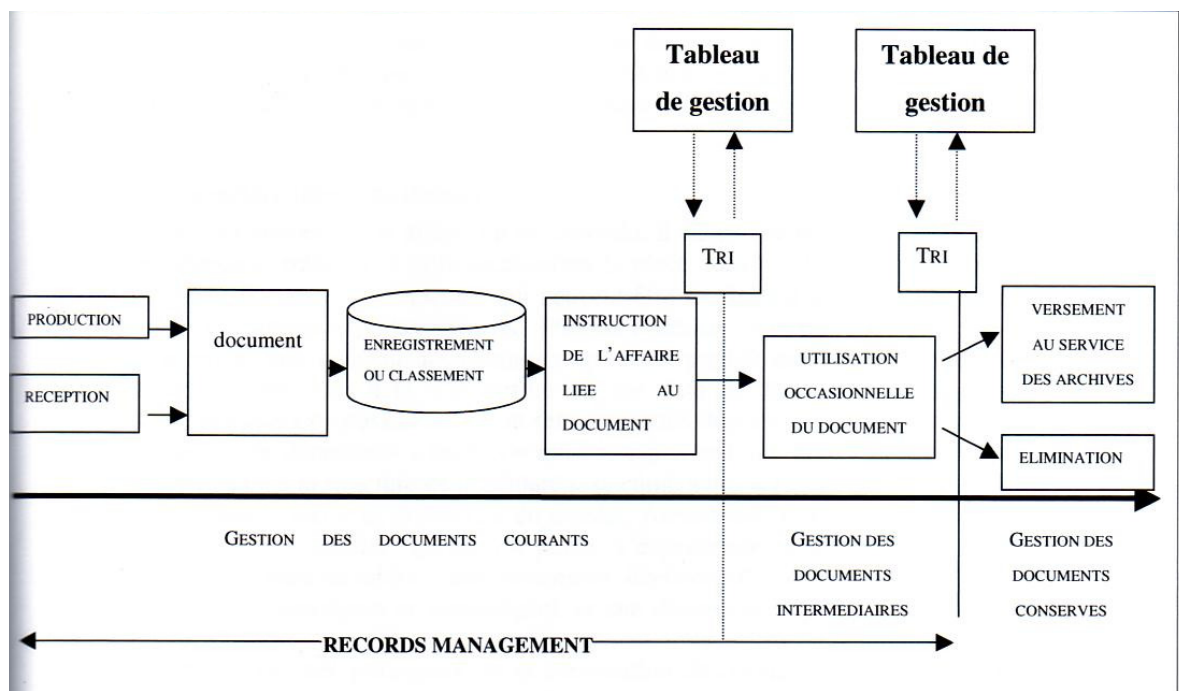 Tableau
de gestion
Tableau de
gestion
TRI
TRI
PRODUCTION
RECEPTION
document
ENREGISTREMENT
OU CLASSEMENT
INSTRUCTION
DE L'AFFAIRE
LIEE AU
DOCUMENT
UTILISATION
OCCASIONNELLE
DU DOCUMENT
VERSEMENT
AU SERVICE
DES ARCHIVES
ELIMINATION
GESTION DES DOCUMENTS COURANTS
GESTION DES
DOCUMENTS
INTERMEDIAIRES
GESTION DES
DOCUMENTS
CONSERVES
RECORDS MANAGEMENT